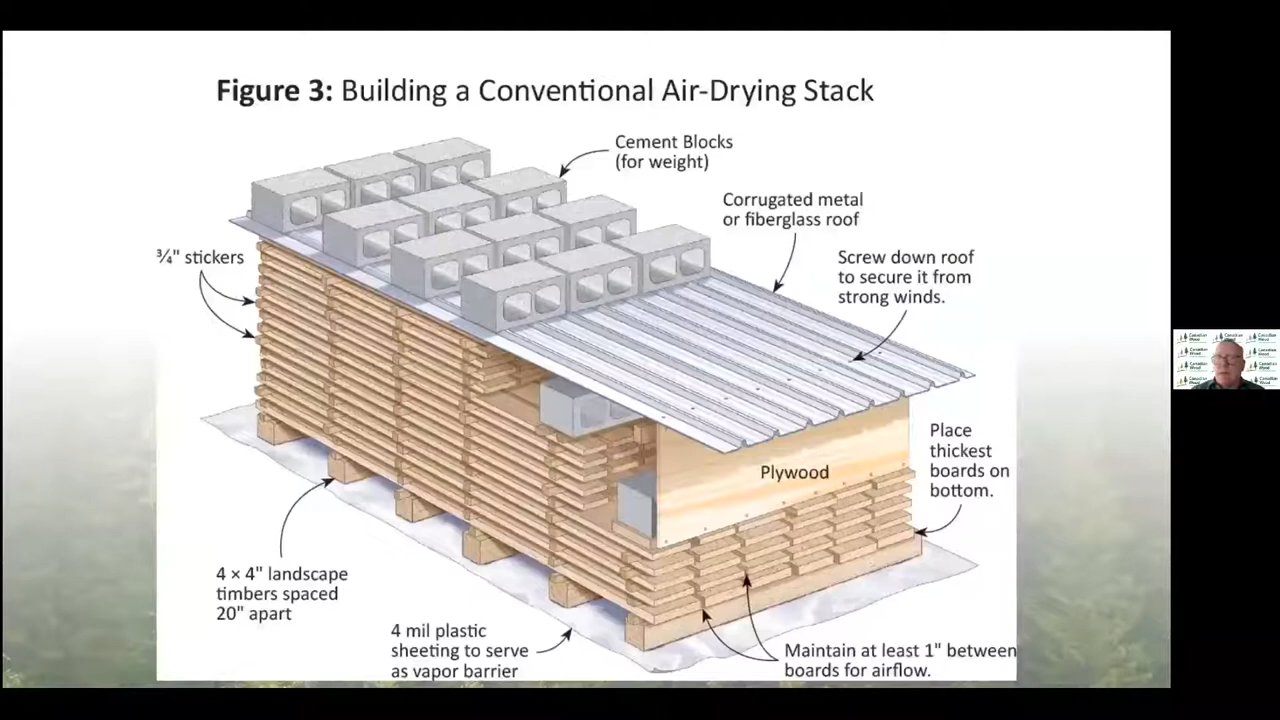 Figure 3: Building a Conventional Air-Drying Stack
Cement Blocks
(for weight)
Corrugated metal
or fiberglass roof
¾" stickers
Screw down roof
to secure it from
strong winds.
Place
thickest
boards on
bottom.
Plywood
4 × 4" landscape
timbers spaced
20" apart
4 mil plastic
sheeting to serve
as vapor barrier
Maintain at least 1" between
boards for airflow.
Canadian
Wood